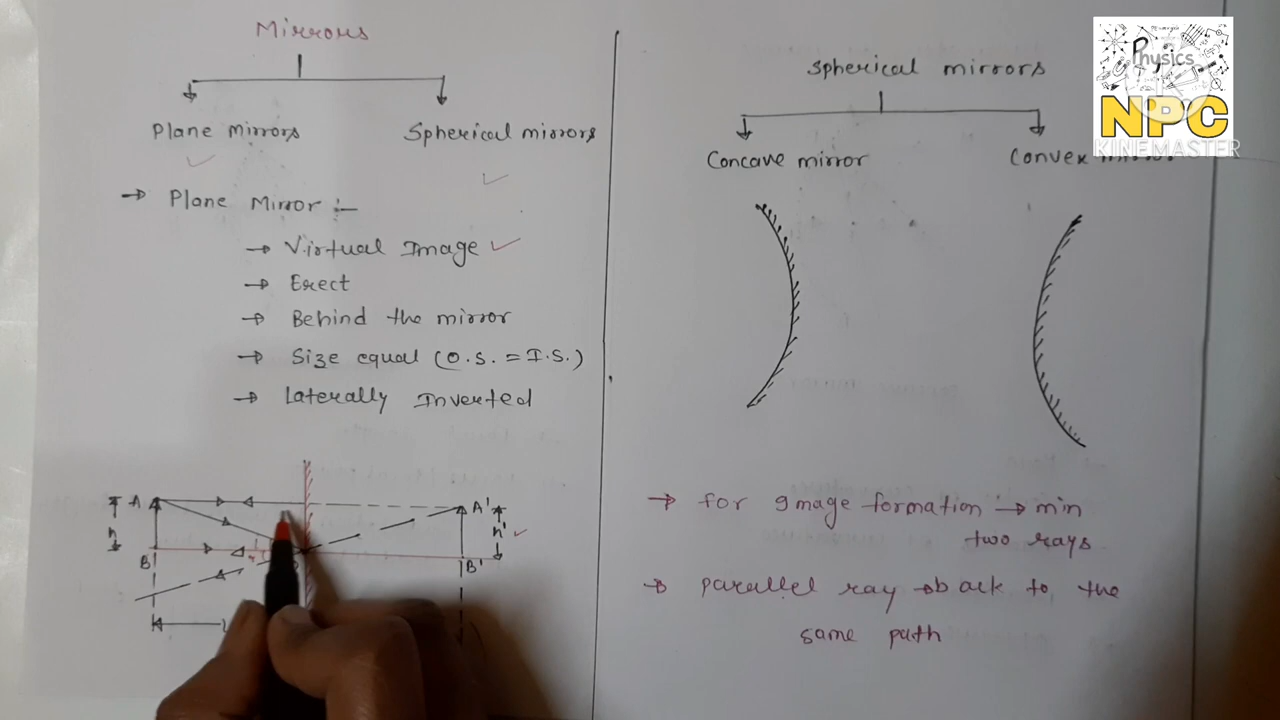 Mirrors
Plane mirrors
Spherical mirrors
→ Plane Mirror :-
→ Virtual Image ✓
→ Erect
→ Behind the mirror
→ Size equal (O.S. = I.S.)
→ Laterally Inverted
A
A'
h
h'
B
B'
Spherical mirrors
Concave mirror
Convex mirror
→ for Image formation → min
two rays
→ parallel ray → back to the
same path
Physics
NPC
KINEMASTER